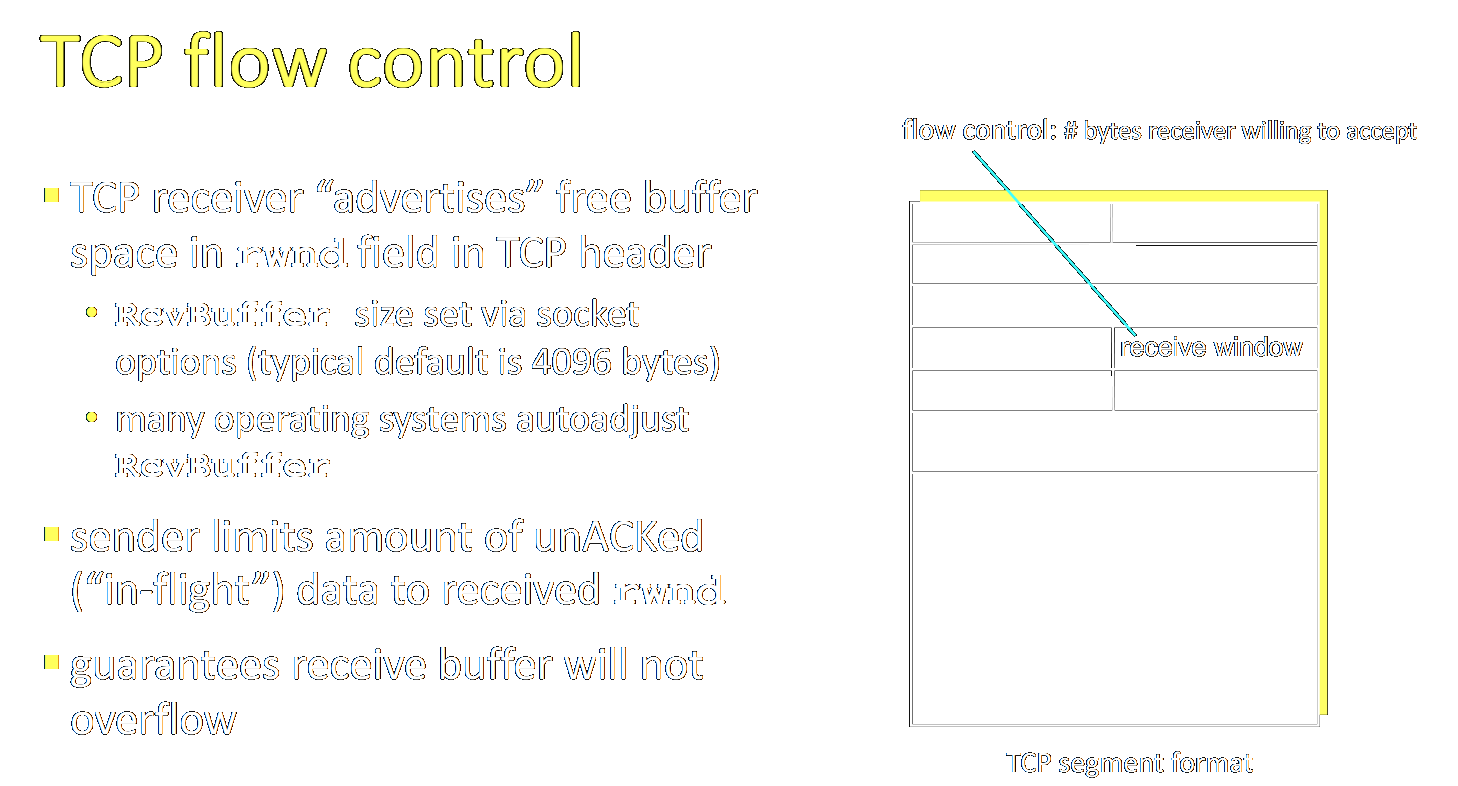 TCP flow control
flow control: # bytes receiver willing to accept
TCP receiver “advertises” free buffer
space in rwnd field in TCP header
RcvBuffer size set via socket
options (typical default is 4096 bytes)
many operating systems autoadjust
RcvBuffer
sender limits amount of unACKed
(“in-flight”) data to received rwnd
guarantees receive buffer will not
overflow
receive window
TCP segment format